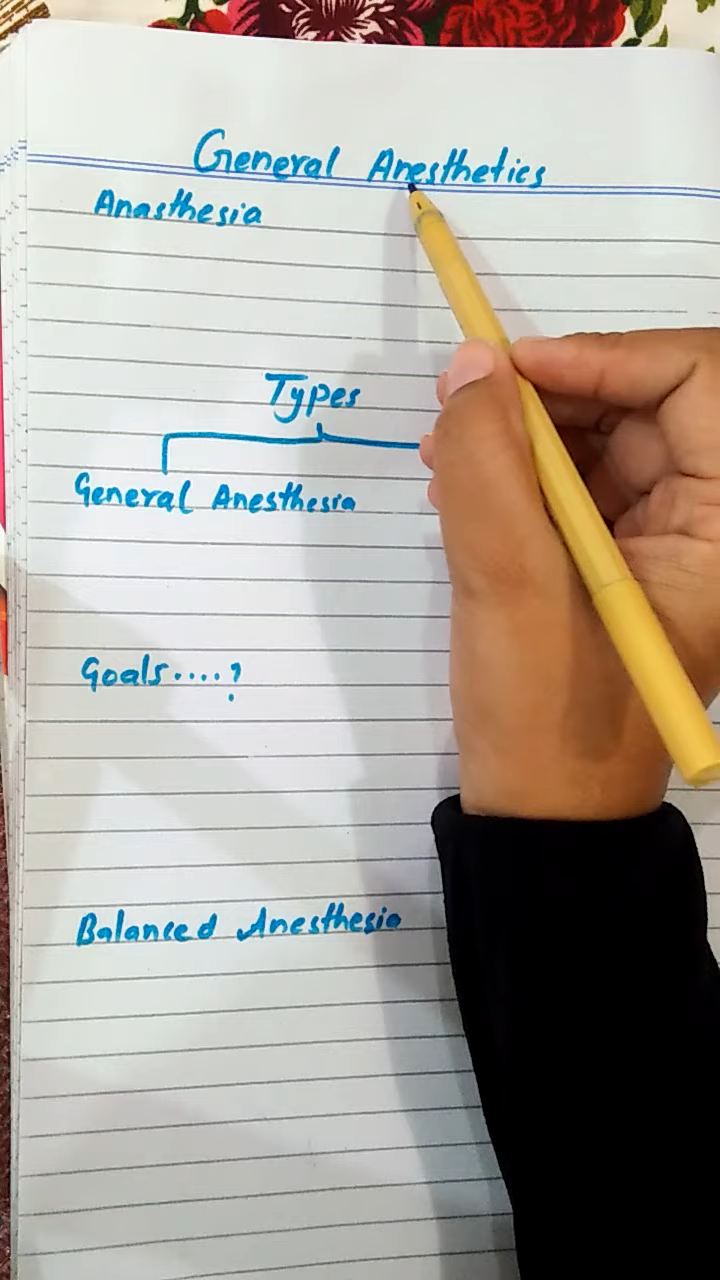 General Anesthetics
Anasthesia
Types
General Anesthesia
Goals....?
Balanced Anesthesia